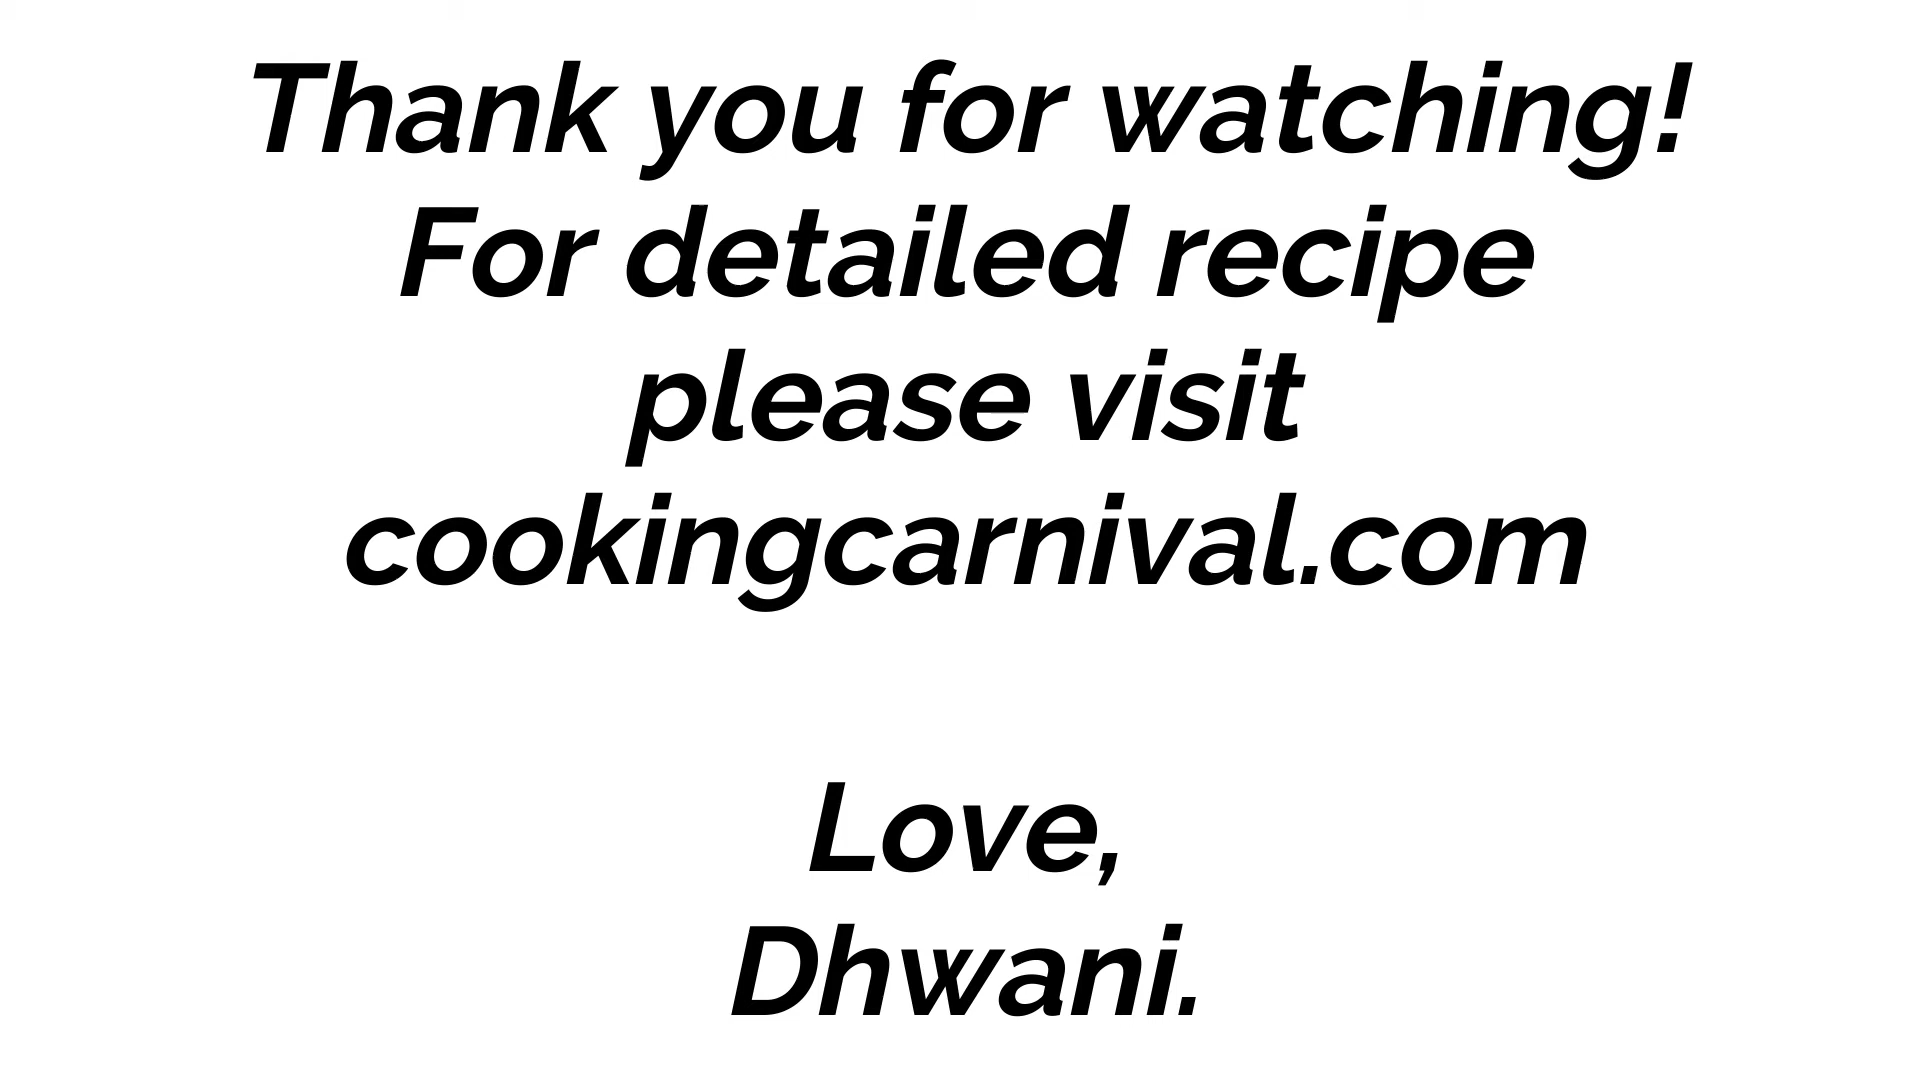 Thank you for watching!
For detailed recipe
please visit
cookingcarnival.com
Love,
Dhwani.